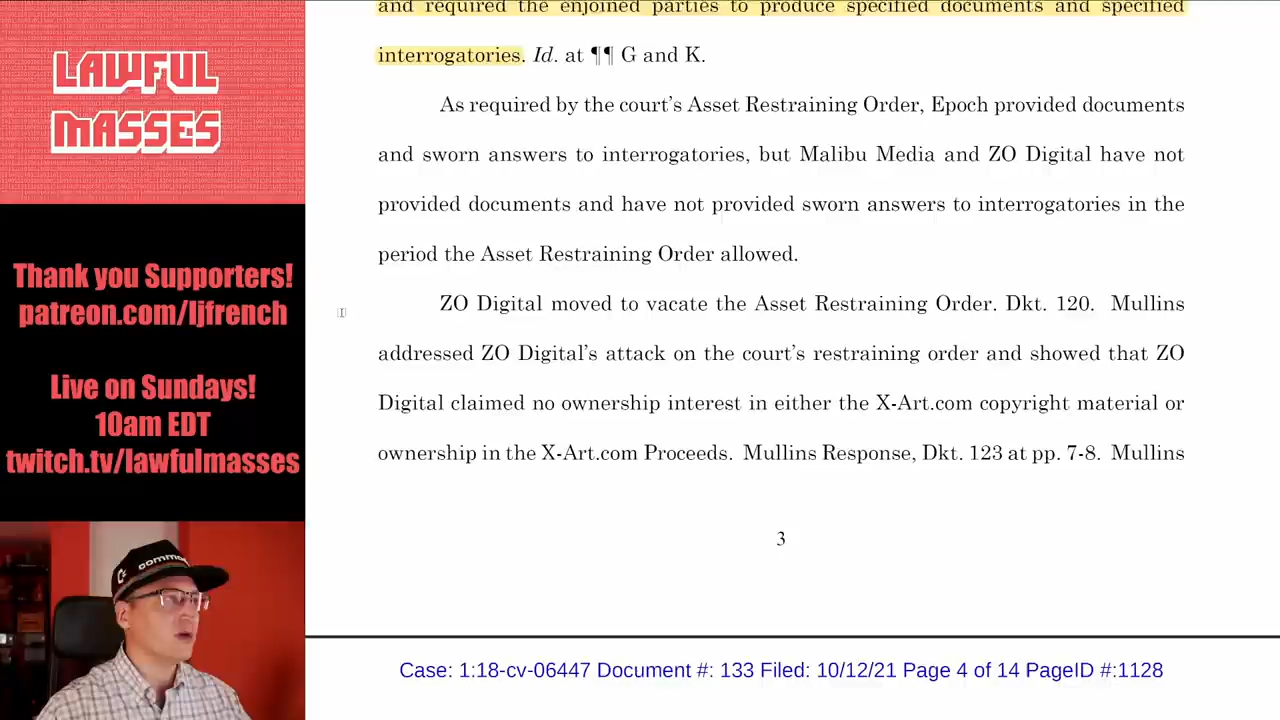 LAWFUL
MASSES
Thank you Supporters!
patreon.com/ljfrench
Live on Sundays!
10am EDT
twitch.tv/lawfulmasses
and required the enjoined parties to produce specified documents and specified
interrogatories. Id. at ¶¶ G and K.
As required by the court's Asset Restraining Order, Epoch provided documents
and sworn answers to interrogatories, but Malibu Media and ZO Digital have not
provided documents and have not provided sworn answers to interrogatories in the
period the Asset Restraining Order allowed.
ZO Digital moved to vacate the Asset Restraining Order. Dkt. 120. Mullins
addressed ZO Digital's attack on the court's restraining order and showed that ZO
Digital claimed no ownership interest in either the X-Art.com copyright material or
ownership in the X-Art.com Proceeds. Mullins Response, Dkt. 123 at pp. 7-8. Mullins
3
Case: 1:18-cv-06447 Document #: 133 Filed: 10/12/21 Page 4 of 14 PageID #:1128